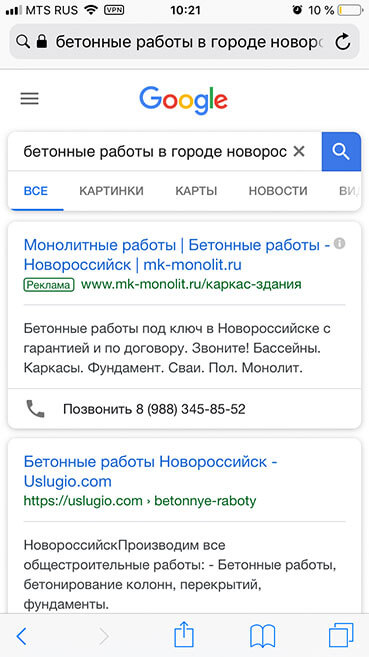 MTS RUS VPN 10:21 10 %
бетонные работы в городе новорс
Google
бетонные работы в городе новорос
ВСЕ КАРТИНКИ КАРТЫ НОВОСТИ ВИ
Монолитные работы | Бетонные работы -
Новороссийск | mk-monolit.ru
Реклама www.mk-monolit.ru/каркас-здания
Бетонные работы под ключ в Новороссийске с
гарантией и по договору. Звоните! Бассейны.
Каркасы. Фундамент. Сваи. Пол. Монолит.
Позвонить 8 (988) 345-85-52
Бетонные работы Новороссийск -
Uslugio.com
https://uslugio.com › betonnye-raboty
НовороссийскПроизводим все
общестроительные работы: - Бетонные работы,
бетонирование колонн, перекрытий,
фундаменты.